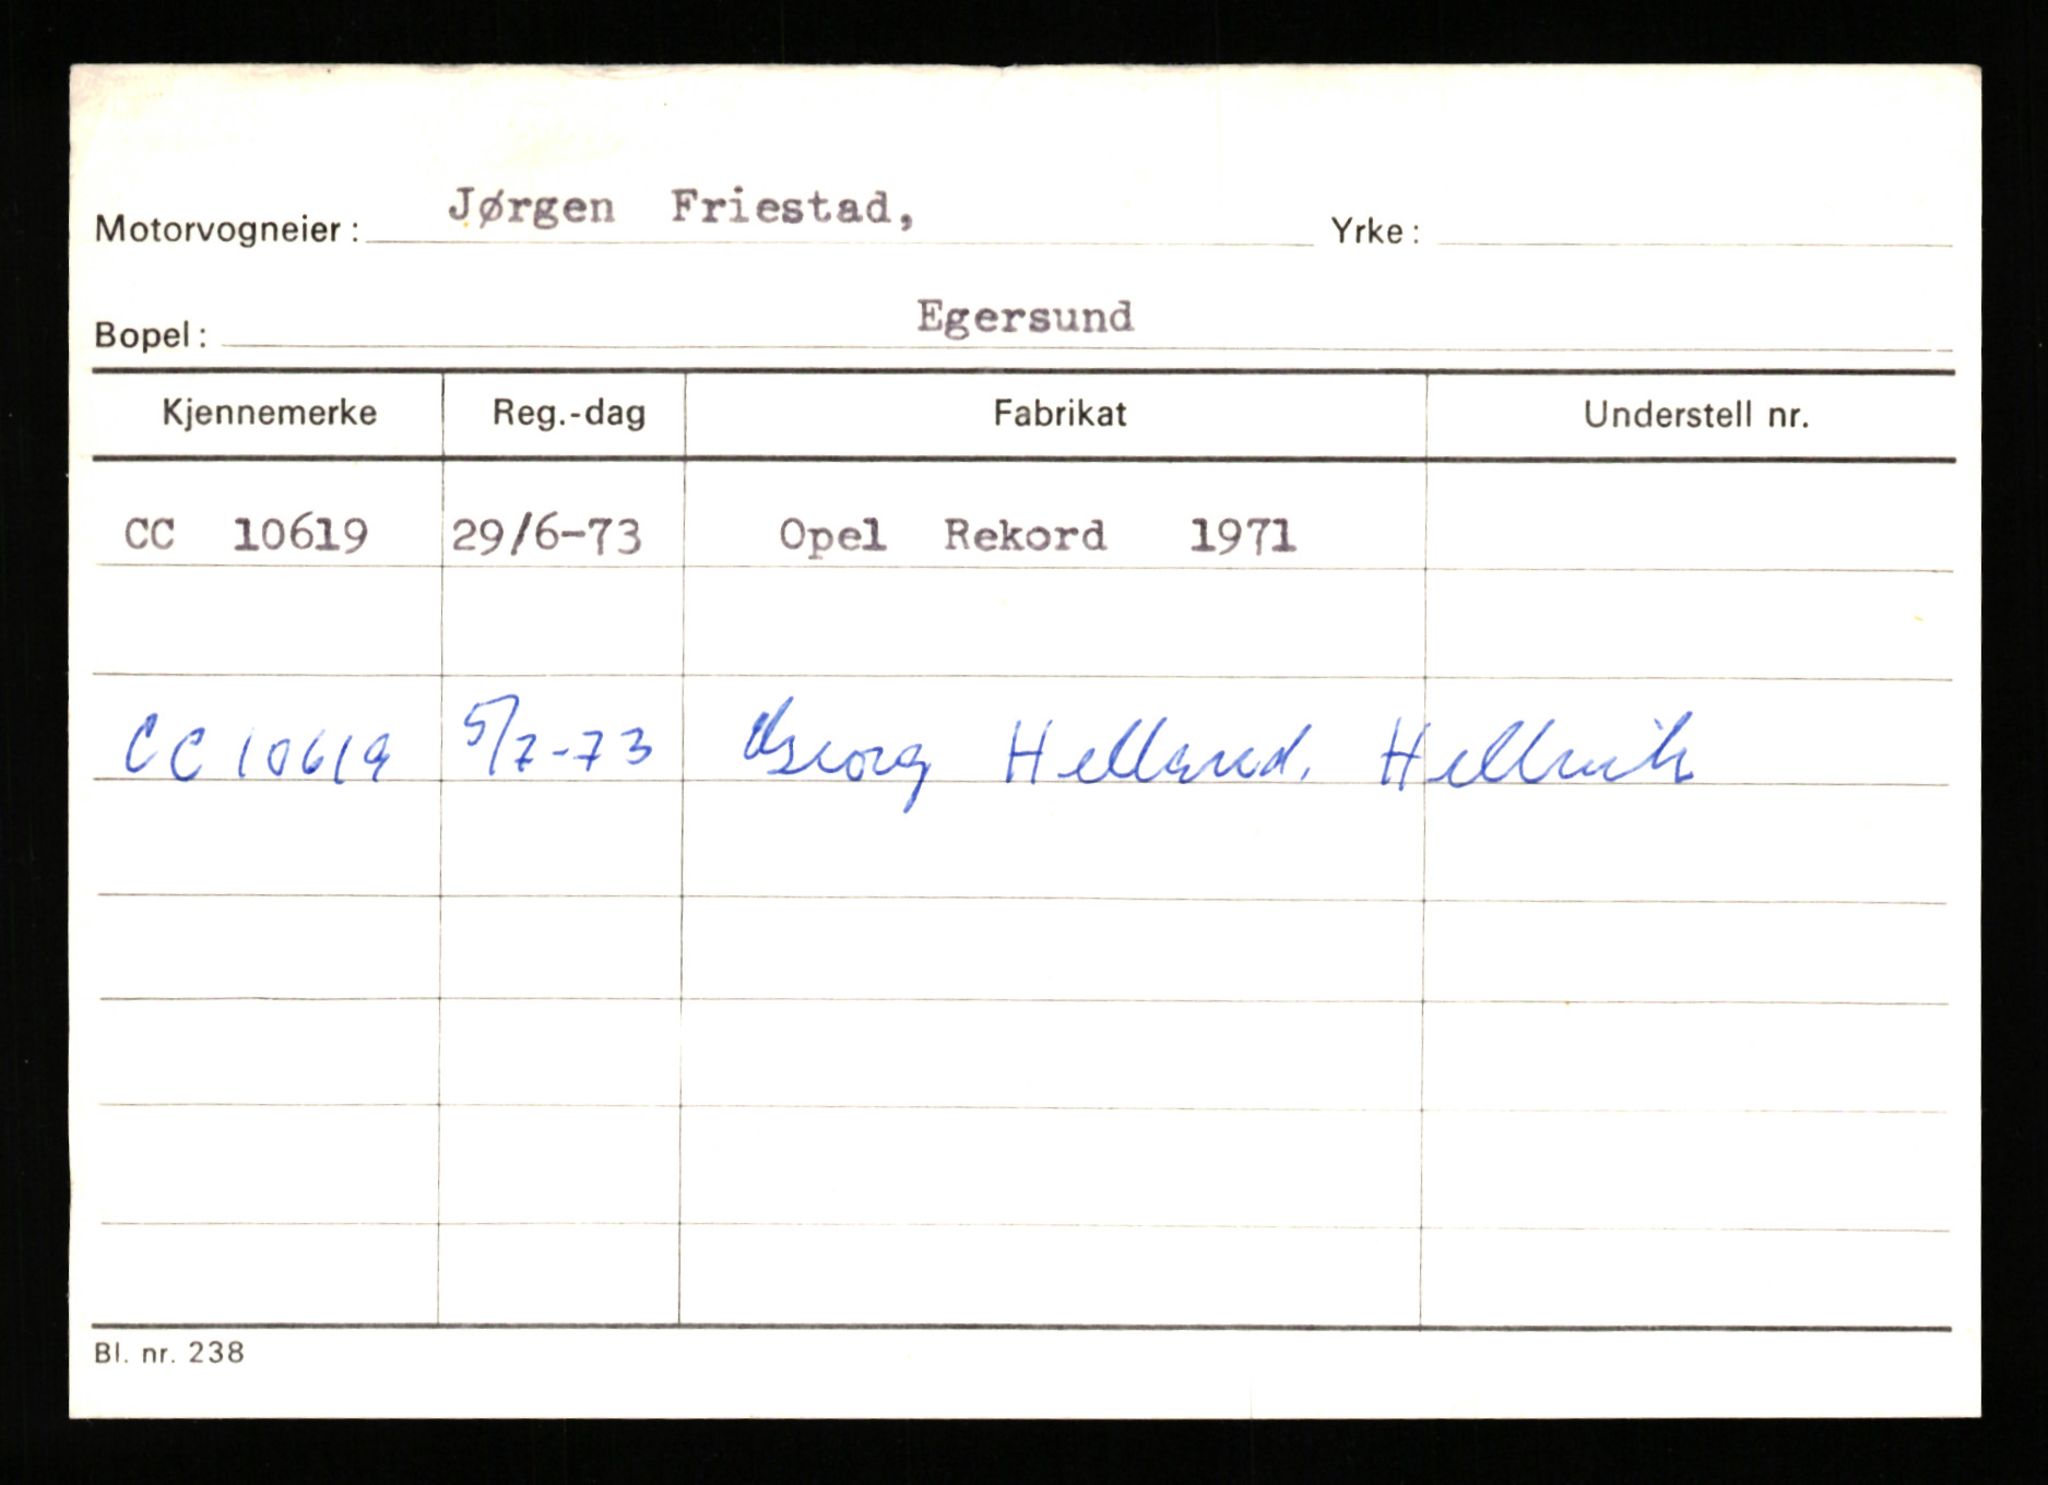 Motorvogneier: Jørgen Friestad, Yrke:
Bopel: Egersund
Kjennemerke Reg.-dag Fabrikat Understell nr.
CC 10619 29/6-73 Opel Rekord 1971
CC 10619 5/7-73 Georg Helland. Hellvik
Bl. nr. 238